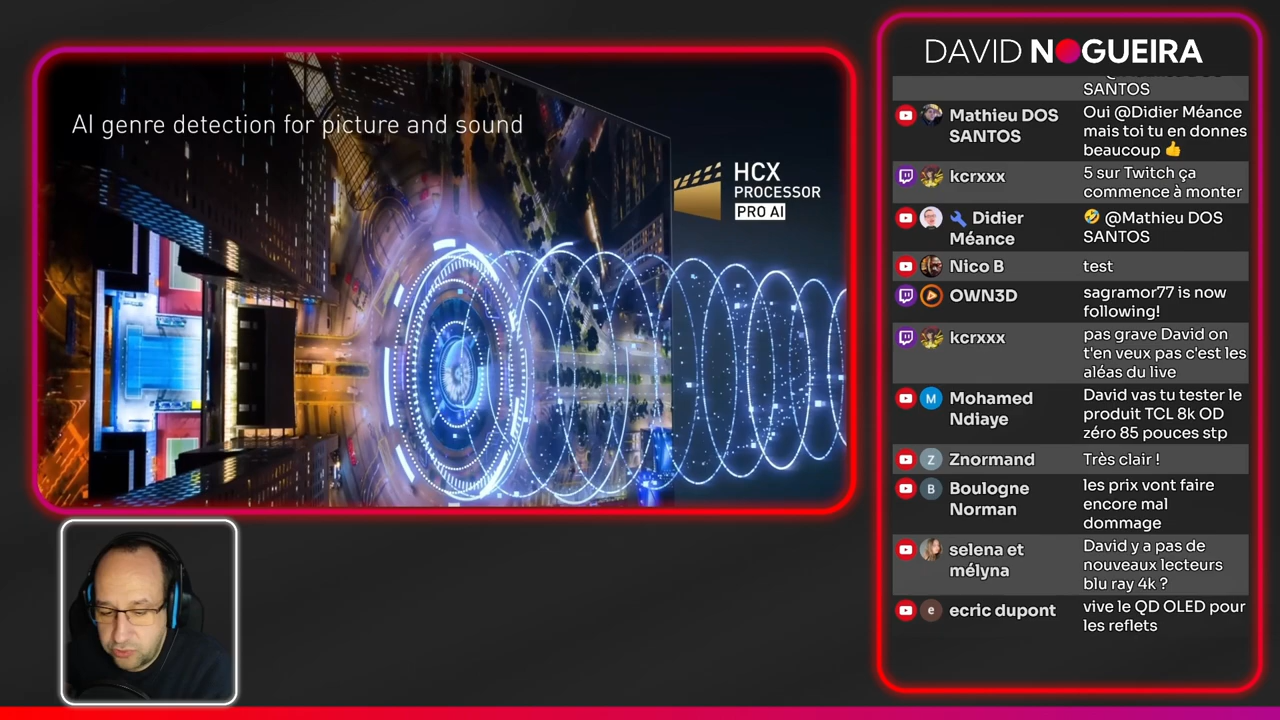 AI genre detection for picture and sound
HCX
PROCESSOR
PRO AI
DAVID NOGUEIRA
SANTOS
Mathieu DOS
SANTOS
Oui @Didier Méance
mais toi tu en donnes
beaucoup 👍
kcrxxx
5 sur Twitch ça
commence à monter
Didier
Méance
🤣 @Mathieu DOS
SANTOS
Nico B
test
OWN3D
sagramor77 is now
following!
kcrxxx
pas grave David on
t'en veux pas c'est les
aléas du live
M
Mohamed
Ndiaye
David vas tu tester le
produit TCL 8k OD
zéro 85 pouces stp
Z
Znormand
Très clair !
B
Boulogne
Norman
les prix vont faire
encore mal
dommage
selena et
mélyna
David y a pas de
nouveaux lecteurs
blu ray 4k ?
e
ecric dupont
vive le QD OLED pour
les reflets